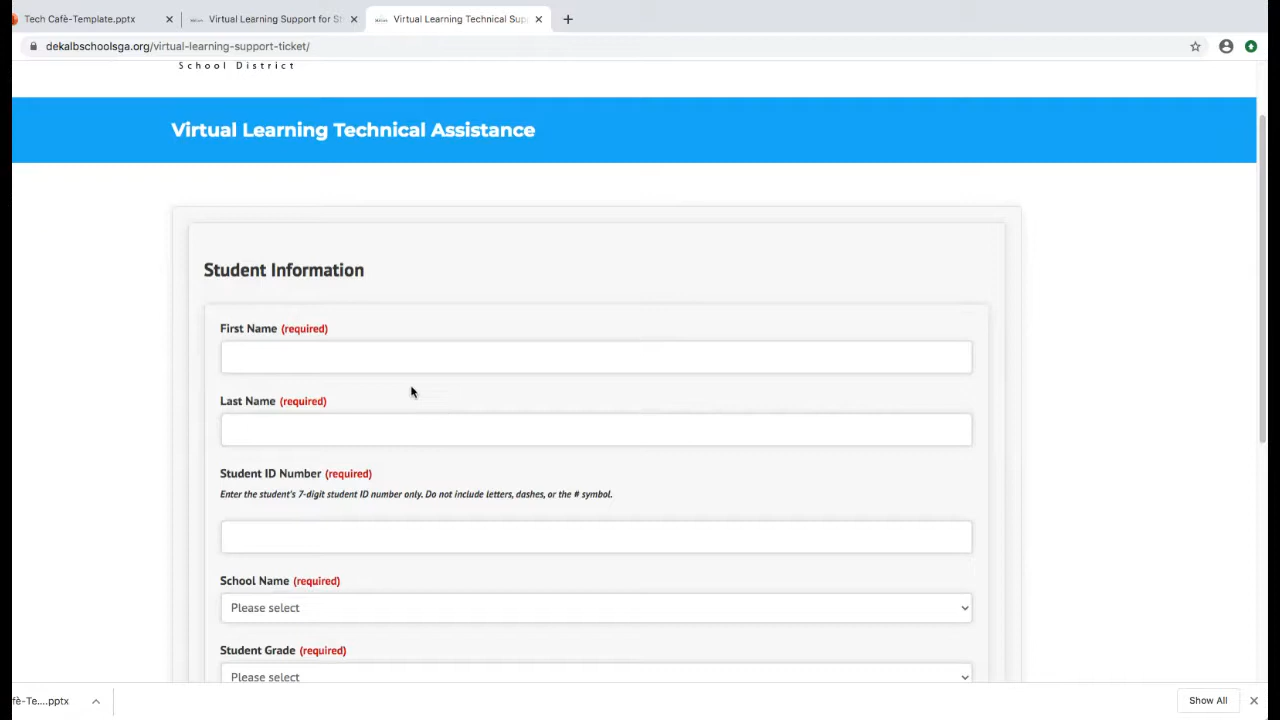 Tech Cafè-Template.pptx
Virtual Learning Support for St
Virtual Learning Technical Supp
dekalbschoolsga.org/virtual-learning-support-ticket/
School District
Virtual Learning Technical Assistance
Student Information
First Name (required)
Last Name (required)
Student ID Number (required)
Enter the student's 7-digit student ID number only. Do not include letters, dashes, or the # symbol.
School Name (required)
Please select
Student Grade (required)
Please select
fè-Te....pptx
Show All